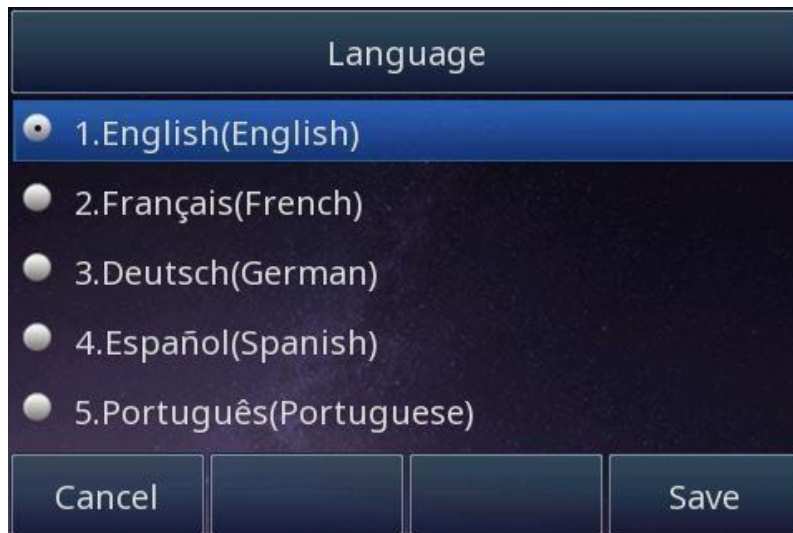 Language
1.English(English)
2.Français(French)
3.Deutsch(German)
4.Español(Spanish)
5.Português(Portuguese)
Cancel Save